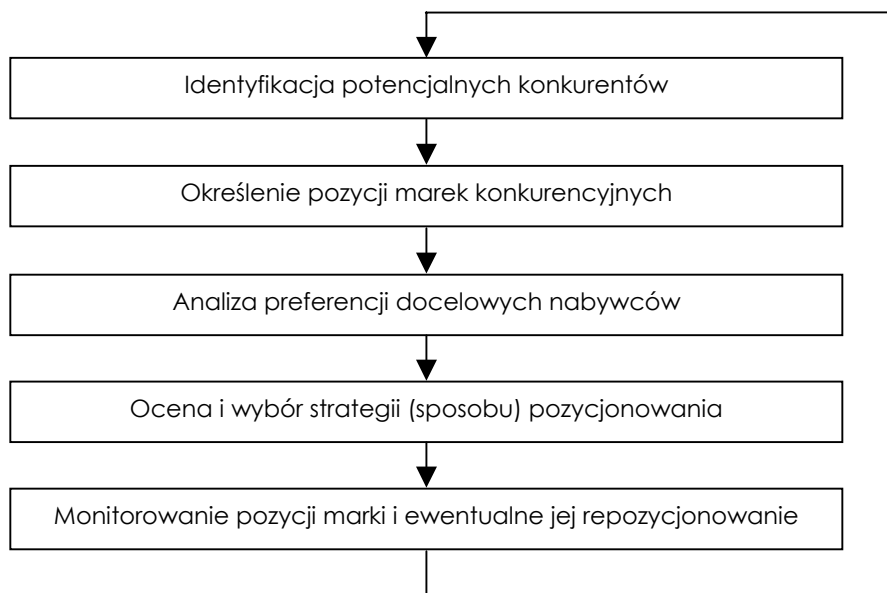 Identyfikacja potencjalnych konkurentów
Określenie pozycji marek konkurencyjnych
Analiza preferencji docelowych nabywców
Ocena i wybór strategii (sposobu) pozycjonowania
Monitorowanie pozycji marki i ewentualne jej repozycjonowanie